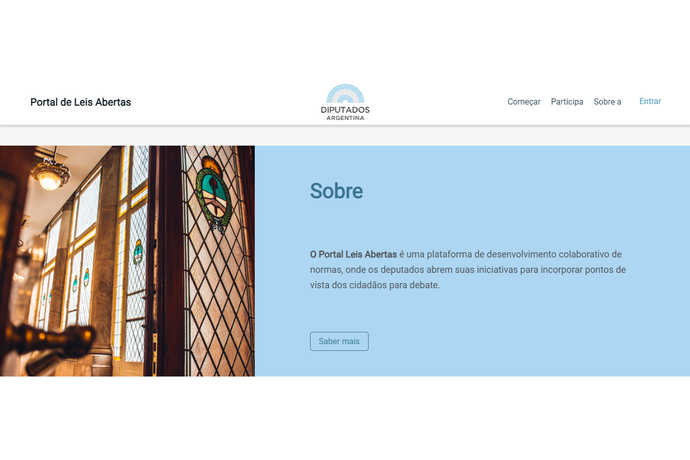 Portal de Leis Abertas
DIPUTADOS
ARGENTINA
Começar Participa Sobre a Entrar
Sobre
O Portal Leis Abertas é uma plataforma de desenvolvimento colaborativo de
normas, onde os deputados abrem suas iniciativas para incorporar pontos de
vista dos cidadãos para debate.
Saber mais